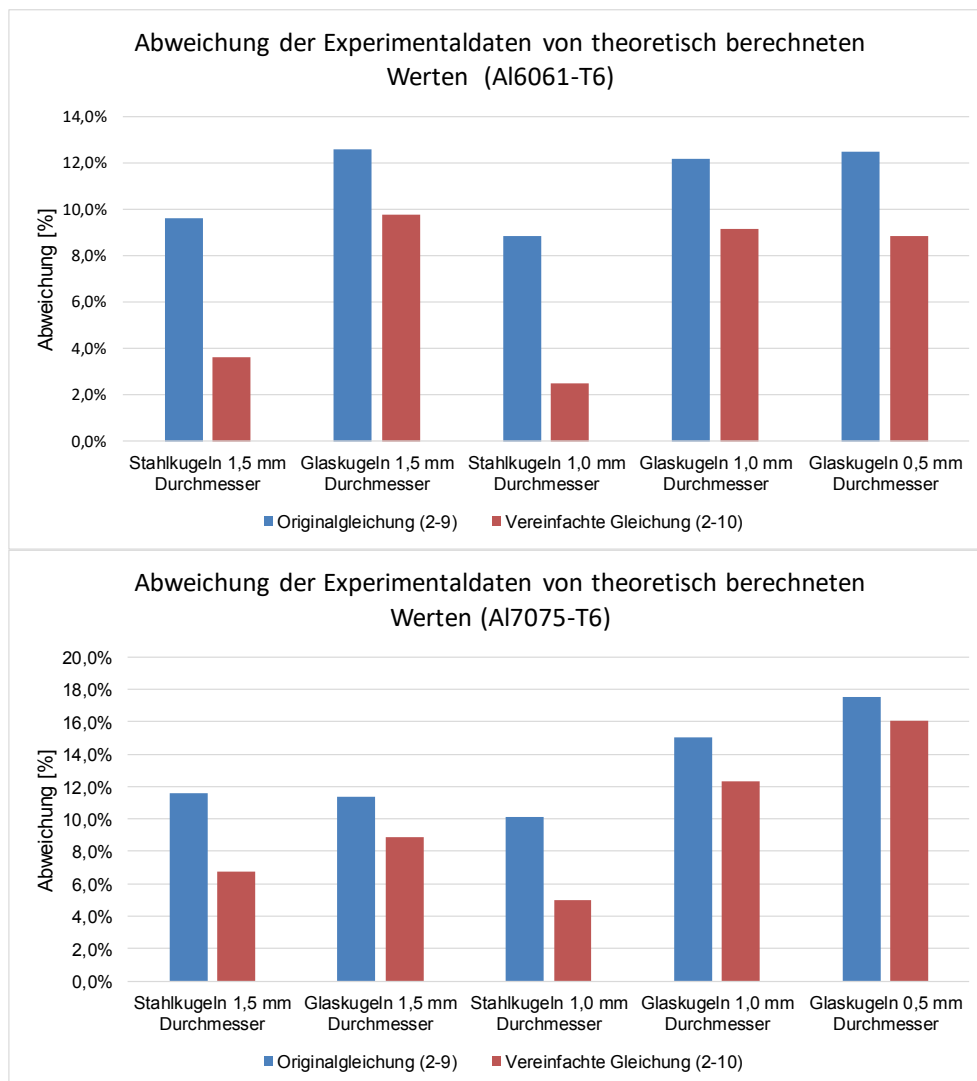 Abweichung der Experimentaldaten von theoretisch berechneten
Werten (Al6061-T6)
Abweichung [%]
14,0%
12,0%
10,0%
8,0%
6,0%
4,0%
2,0%
0,0%
Stahlkugeln 1,5 mm Durchmesser
Glaskugeln 1,5 mm Durchmesser
Stahlkugeln 1,0 mm Durchmesser
Glaskugeln 1,0 mm Durchmesser
Glaskugeln 0,5 mm Durchmesser
Originalgleichung (2-9)
Vereinfachte Gleichung (2-10)
Abweichung der Experimentaldaten von theoretisch berechneten
Werten (Al7075-T6)
Abweichung [%]
20,0%
18,0%
16,0%
14,0%
12,0%
10,0%
8,0%
6,0%
4,0%
2,0%
0,0%
Stahlkugeln 1,5 mm Durchmesser
Glaskugeln 1,5 mm Durchmesser
Stahlkugeln 1,0 mm Durchmesser
Glaskugeln 1,0 mm Durchmesser
Glaskugeln 0,5 mm Durchmesser
Originalgleichung (2-9)
Vereinfachte Gleichung (2-10)